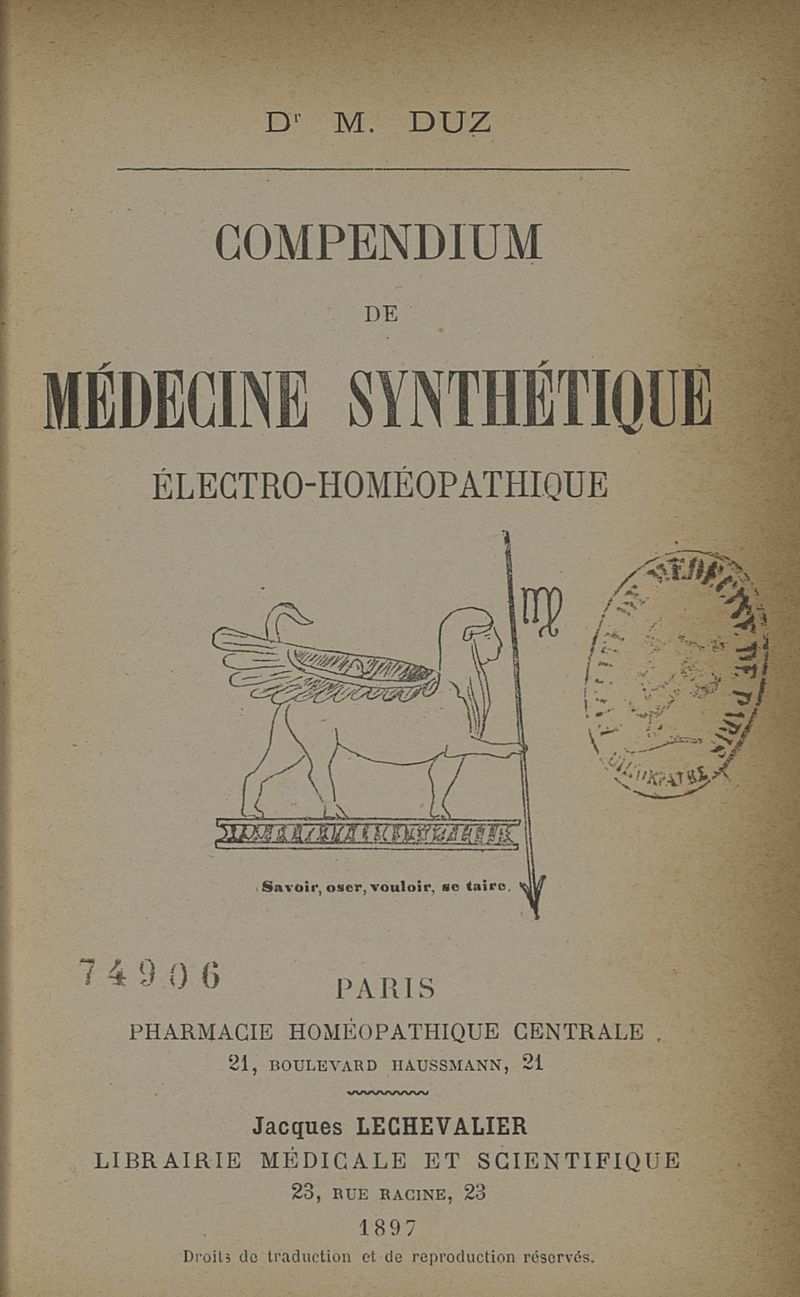 Dr M. DUZ
COMPENDIUM
DE
MÉDECINE SYNTHÉTIQUE
ÉLECTRO-HOMÉOPATHIQUE
♍
Savoir, oser, vouloir, se taire.
74906
PARIS
PHARMACIE HOMÉOPATHIQUE CENTRALE
21, BOULEVARD HAUSSMANN, 21
Jacques LECHEVALIER
LIBRAIRIE MÉDICALE ET SCIENTIFIQUE
23, RUE RACINE, 23
1897
Droits de traduction et de reproduction réservés.